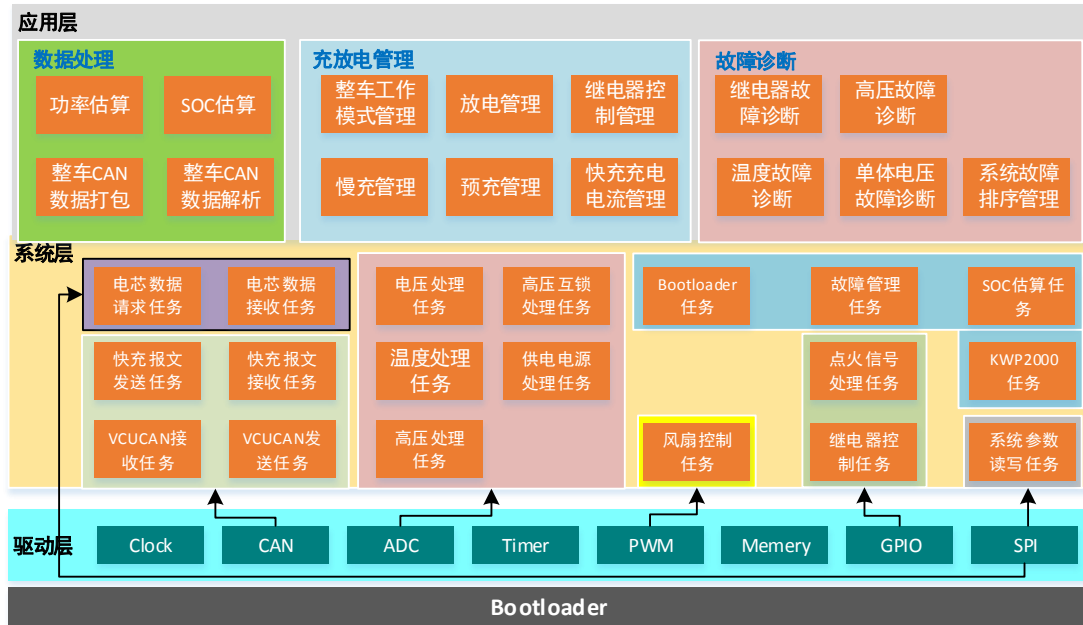 应用层
数据处理
功率估算
SOC估算
整车CAN
数据打包
整车CAN
数据解析
充放电管理
整车工作
模式管理
放电管理
继电器控
制管理
慢充管理
预充管理
快充充电
电流管理
故障诊断
继电器故
障诊断
高压故障
诊断
温度故障
诊断
单体电压
故障诊断
系统故障
排序管理
系统层
电芯数据
请求任务
电芯数据
接收任务
快充报文
发送任务
快充报文
接收任务
VCUCAN接
收任务
VCUCAN发
送任务
电压处理
任务
高压互锁
处理任务
温度处理
任务
供电电源
处理任务
高压处理
任务
Bootloader
任务
故障管理
任务
SOC估算任
务
点火信号
处理任务
KWP2000
任务
风扇控制
任务
继电器控
制任务
系统参数
读写任务
驱动层
Clock
CAN
ADC
Timer
PWM
Memery
GPIO
SPI
Bootloader